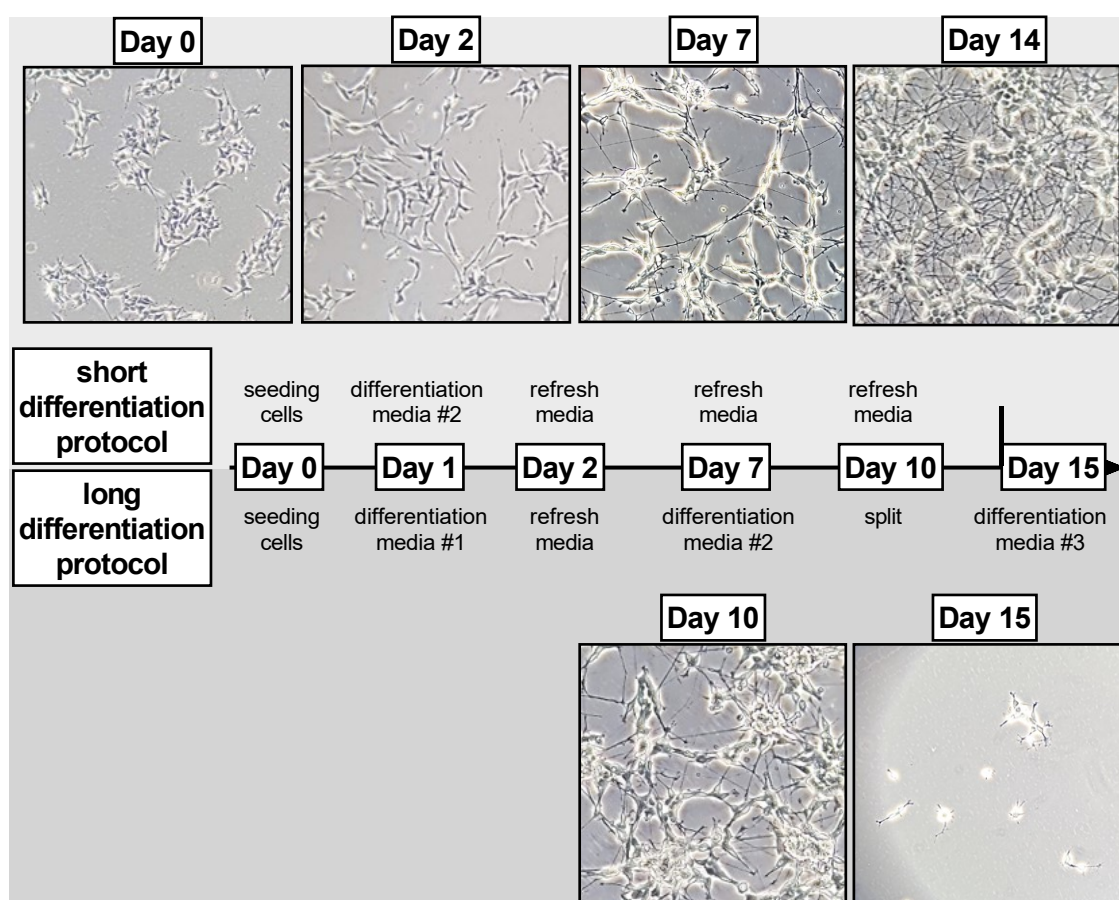 Day 0
Day 2
Day 7
Day 14
short
differentiation
protocol
seeding
cells
differentiation
media #2
refresh
media
refresh
media
refresh
media
Day 0
Day 1
Day 2
Day 7
Day 10
Day 15
long
differentiation
protocol
seeding
cells
differentiation
media #1
refresh
media
differentiation
media #2
split
differentiation
media #3
Day 10
Day 15